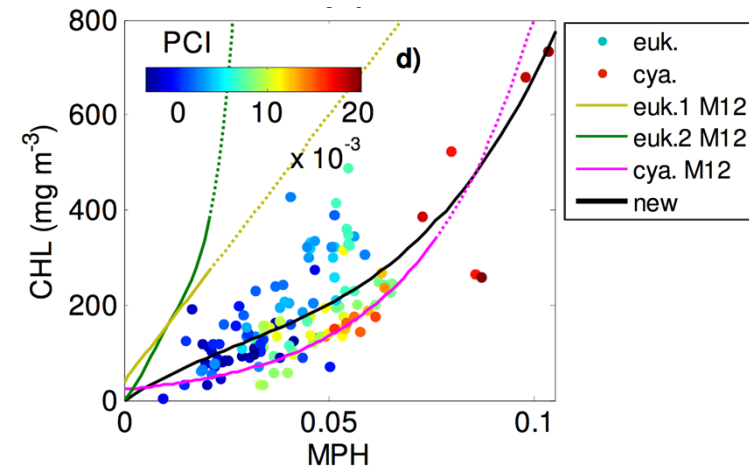 800
600
400
200
0
CHL (mg m⁻³)
PCI
d)
0 10 20
x 10⁻³
0 0.05 0.1
MPH
euk.
cya.
euk.1 M12
euk.2 M12
cya. M12
new